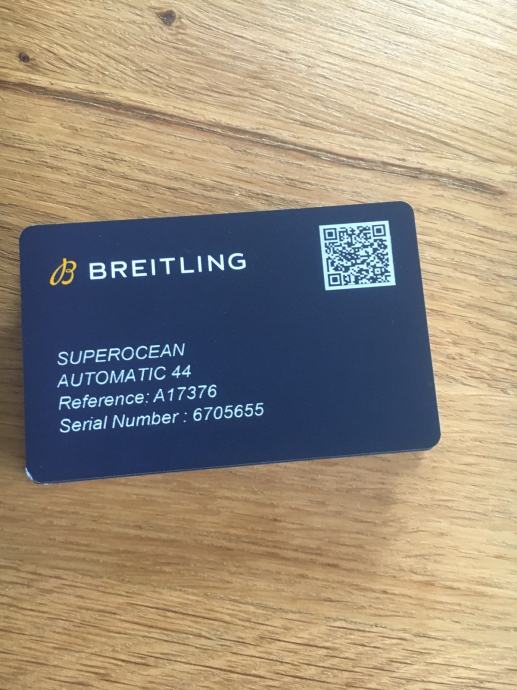 BREITLING
SUPEROCEAN
AUTOMATIC 44
Reference: A17376
Serial Number : 6705655